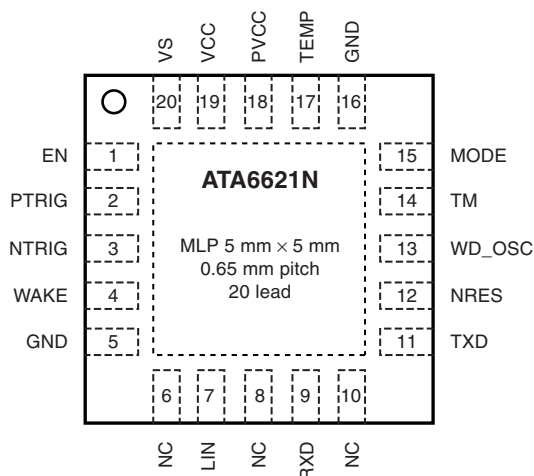 VS
VCC
PVCC
TEMP
GND
20
19
18
17
16
EN
1
ATA6621N
15
MODE
PTRIG
2
14
TM
NTRIG
3
MLP 5 mm × 5 mm
0.65 mm pitch
20 lead
13
WD_OSC
WAKE
4
12
NRES
GND
5
11
TXD
6
7
8
9
10
NC
LIN
NC
RXD
NC